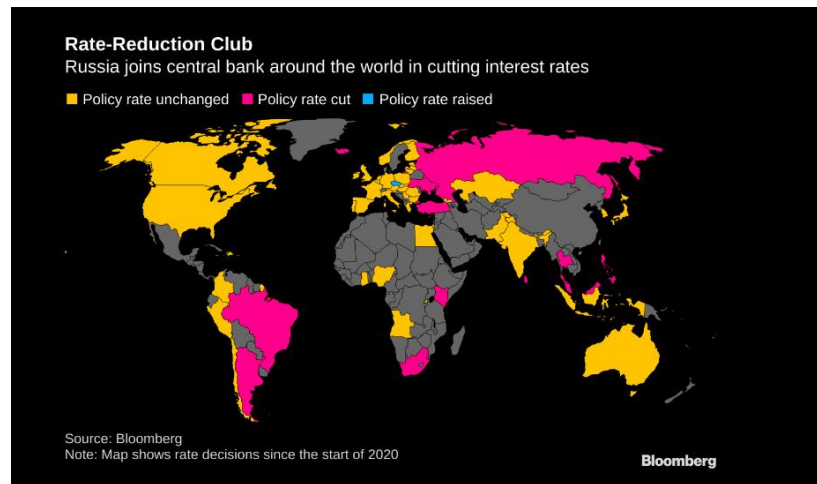 Rate-Reduction Club
Russia joins central bank around the world in cutting interest rates
Policy rate unchanged Policy rate cut Policy rate raised
Source: Bloomberg
Note: Map shows rate decisions since the start of 2020
Bloomberg